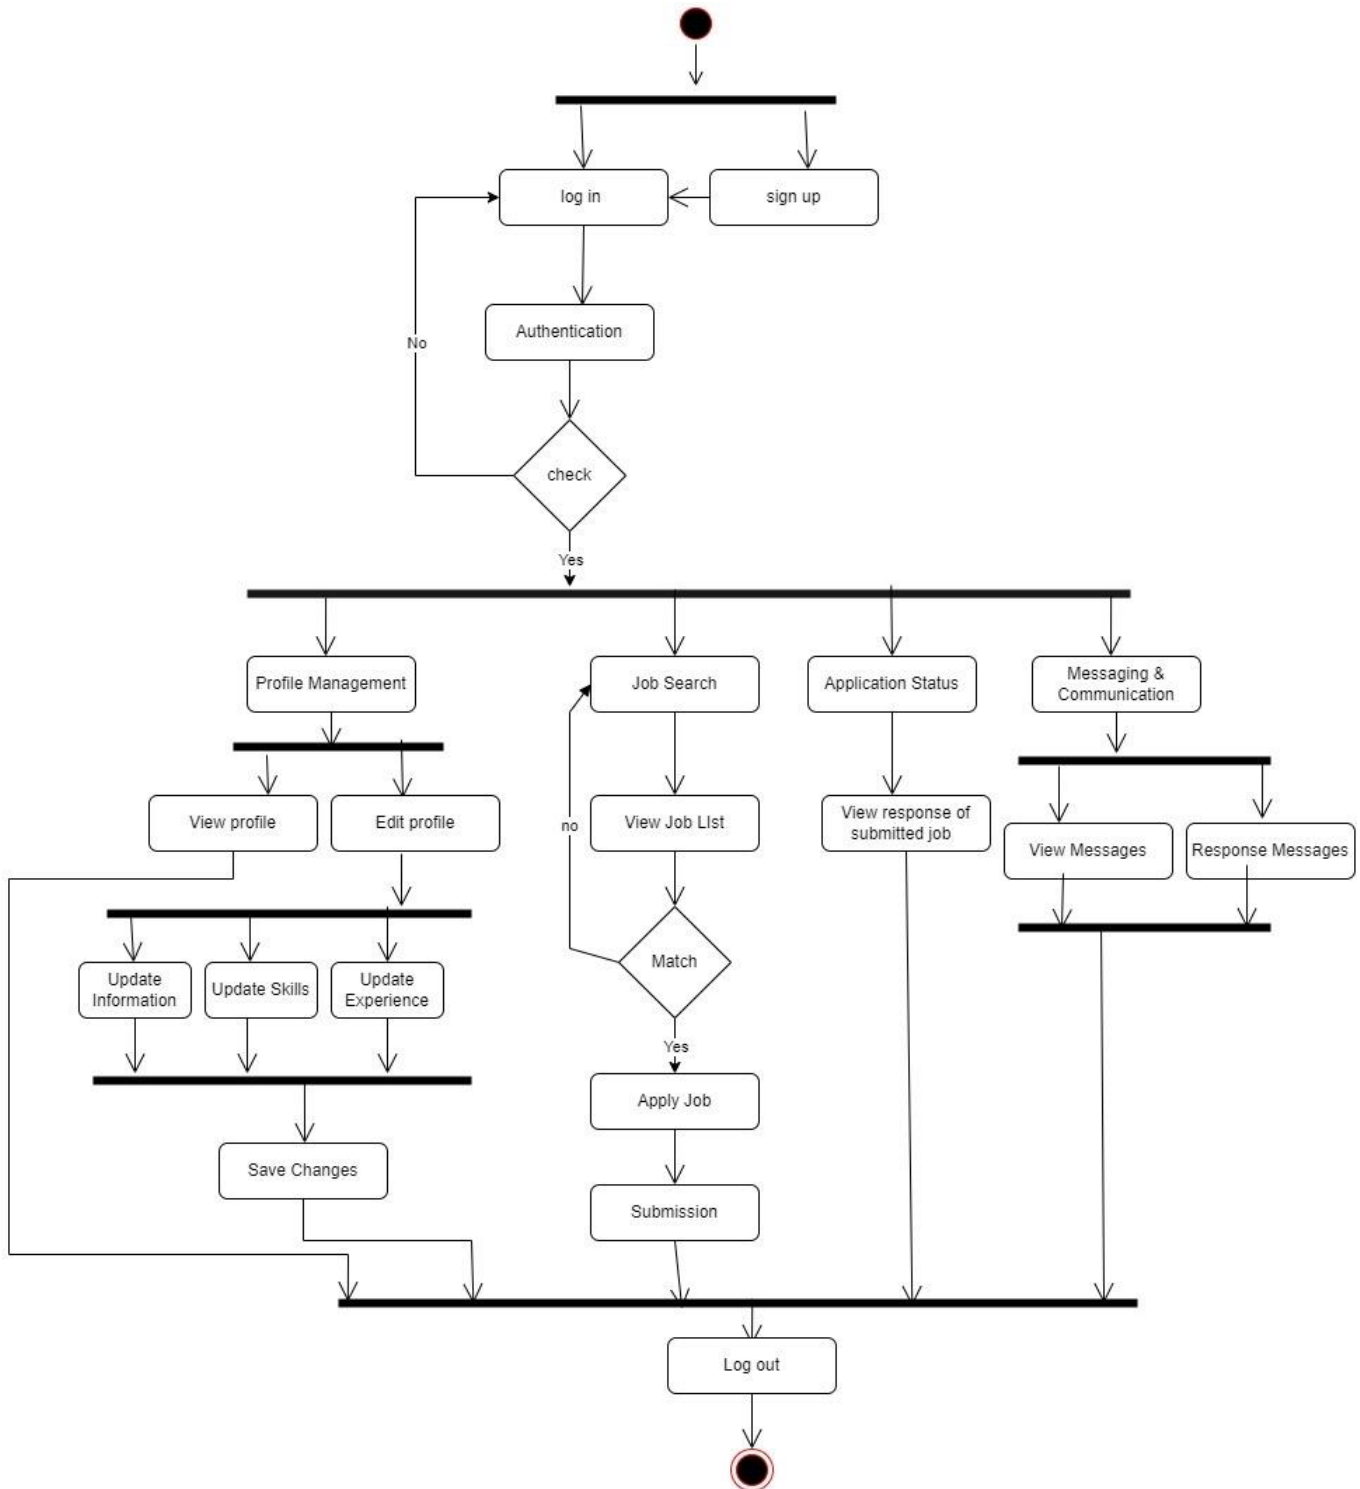 log in
sign up
Authentication
No
check
Yes
Profile Management
Job Search
Application Status
Messaging &
Communication
View profile
Edit profile
no
View Job LIst
View response of
submitted job
View Messages
Response Messages
Update
Information
Update Skills
Update
Experience
Match
Yes
Apply Job
Save Changes
Submission
Log out